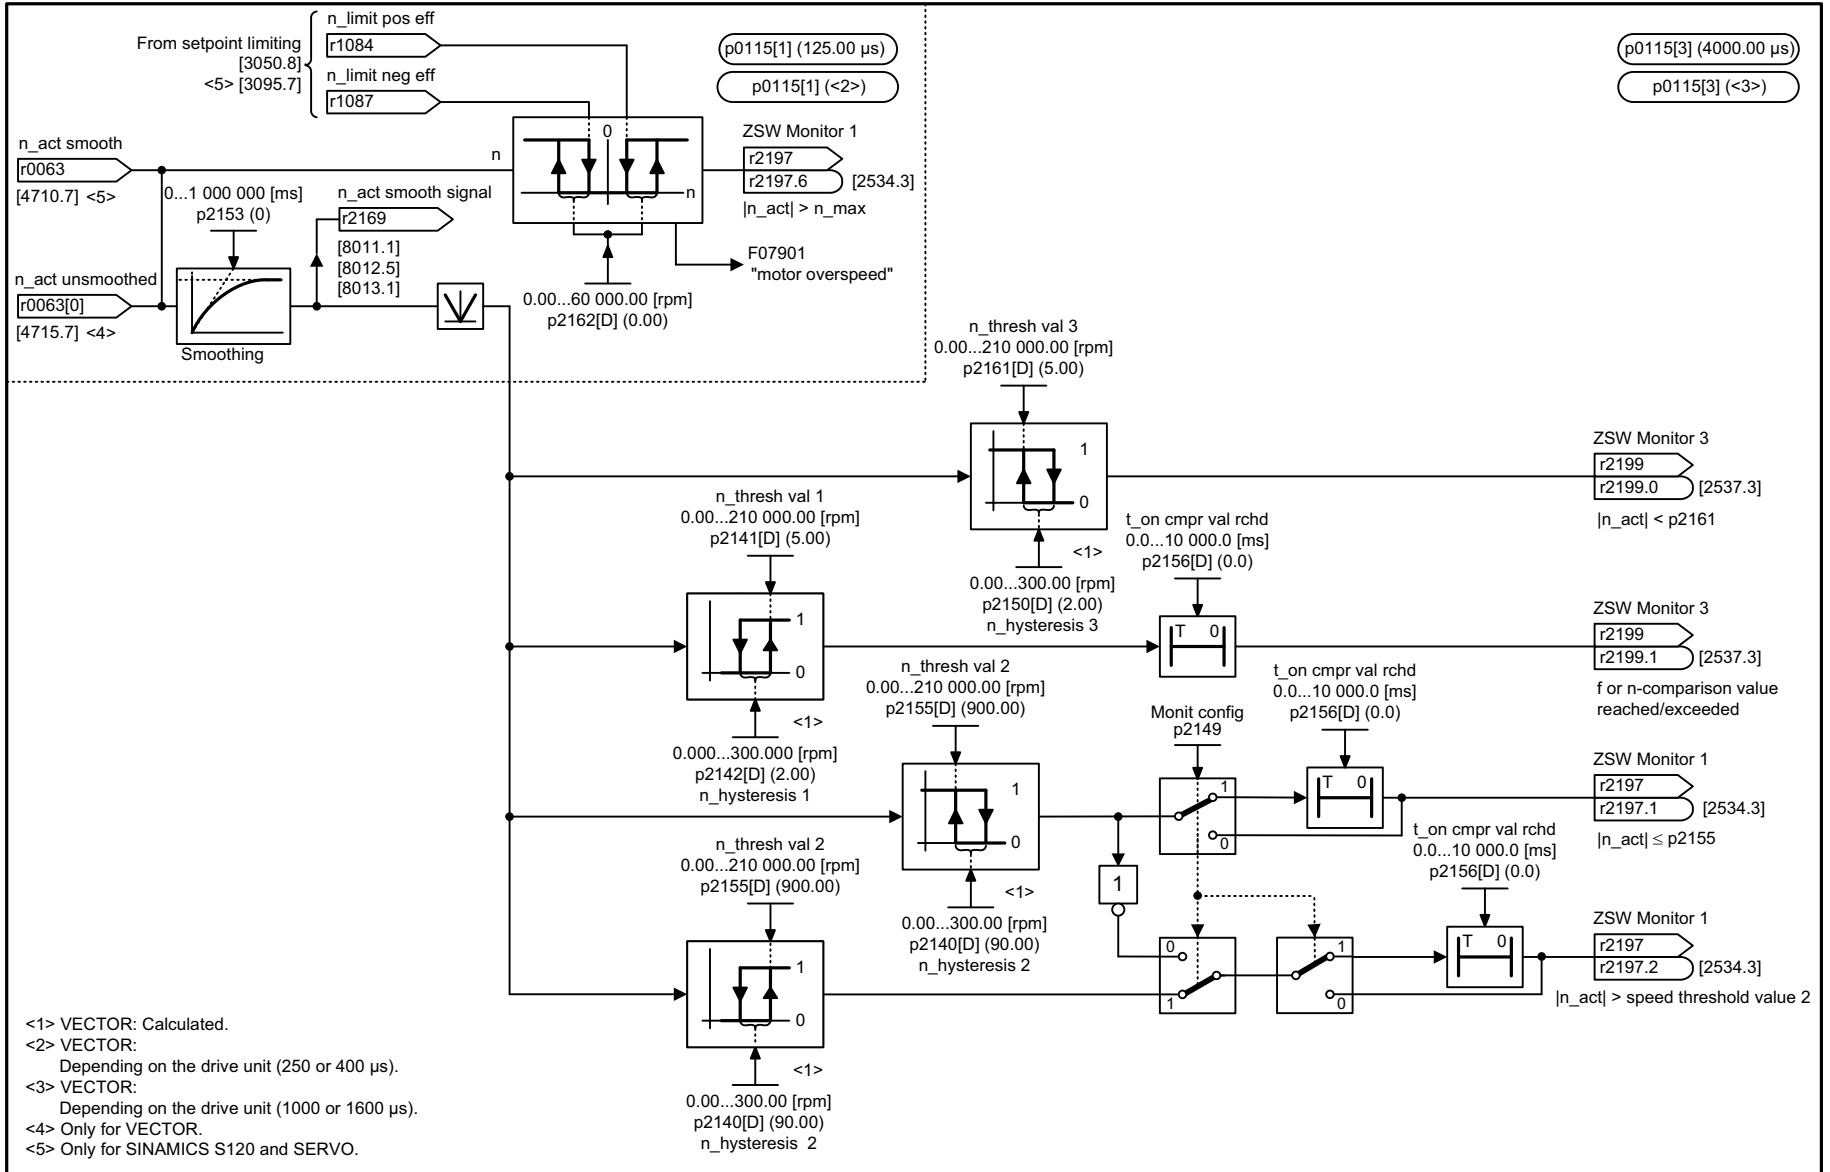 n_limit pos eff
From setpoint limiting
r1084
[3050.8]
n_limit neg eff
<5> [3095.7]
r1087
p0115[1] (125.00 µs)
p0115[1] (<2>)
p0115[3] (4000.00 µs)
p0115[3] (<3>)
n_act smooth
r0063
[4710.7] <5>
n
0
n
ZSW Monitor 1
r2197
r2197.6 [2534.3]
|n_act| > n_max
0...1 000 000 [ms]
p2153 (0)
n_act smooth signal
r2169
[8011.1]
[8012.5]
[8013.1]
F07901
"motor overspeed"
n_act unsmoothed
r0063[0]
[4715.7] <4>
Smoothing
0.00...60 000.00 [rpm]
p2162[D] (0.00)
n_thresh val 3
0.00...210 000.00 [rpm]
p2161[D] (5.00)
1
0
<1>
0.00...300.00 [rpm]
p2150[D] (2.00)
n_hysteresis 3
ZSW Monitor 3
r2199
r2199.0 [2537.3]
|n_act| < p2161
n_thresh val 1
0.00...210 000.00 [rpm]
p2141[D] (5.00)
1
0
<1>
0.000...300.000 [rpm]
p2142[D] (2.00)
n_hysteresis 1
t_on cmpr val rchd
0.0...10 000.0 [ms]
p2156[D] (0.0)
T 0
ZSW Monitor 3
r2199
r2199.1 [2537.3]
f or n-comparison value
reached/exceeded
n_thresh val 2
0.00...210 000.00 [rpm]
p2155[D] (900.00)
1
0
<1>
0.00...300.00 [rpm]
p2140[D] (90.00)
n_hysteresis 2
Monit config
p2149
1
0
t_on cmpr val rchd
0.0...10 000.0 [ms]
p2156[D] (0.0)
T 0
ZSW Monitor 1
r2197
r2197.1 [2534.3]
|n_act| ≤ p2155
n_thresh val 2
0.00...210 000.00 [rpm]
p2155[D] (900.00)
1
0
<1>
0.00...300.00 [rpm]
p2140[D] (90.00)
n_hysteresis 2
1
0
1
1
0
t_on cmpr val rchd
0.0...10 000.0 [ms]
p2156[D] (0.0)
T 0
ZSW Monitor 1
r2197
r2197.2 [2534.3]
|n_act| > speed threshold value 2
<1> VECTOR: Calculated.
<2> VECTOR:
Depending on the drive unit (250 or 400 µs).
<3> VECTOR:
Depending on the drive unit (1000 or 1600 µs).
<4> Only for VECTOR.
<5> Only for SINAMICS S120 and SERVO.